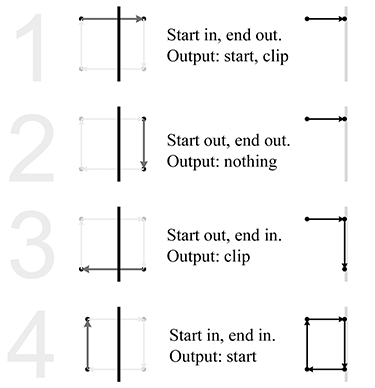 1
Start in, end out.
Output: start, clip
2
Start out, end out.
Output: nothing
3
Start out, end in.
Output: clip
4
Start in, end in.
Output: start